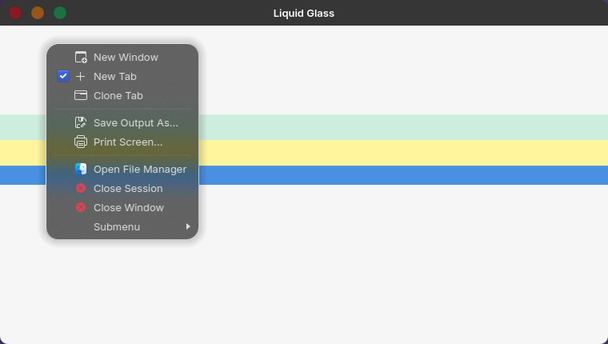 Liquid Glass
New Window
New Tab
Clone Tab
Save Output As...
Print Screen...
Open File Manager
Close Session
Close Window
Submenu